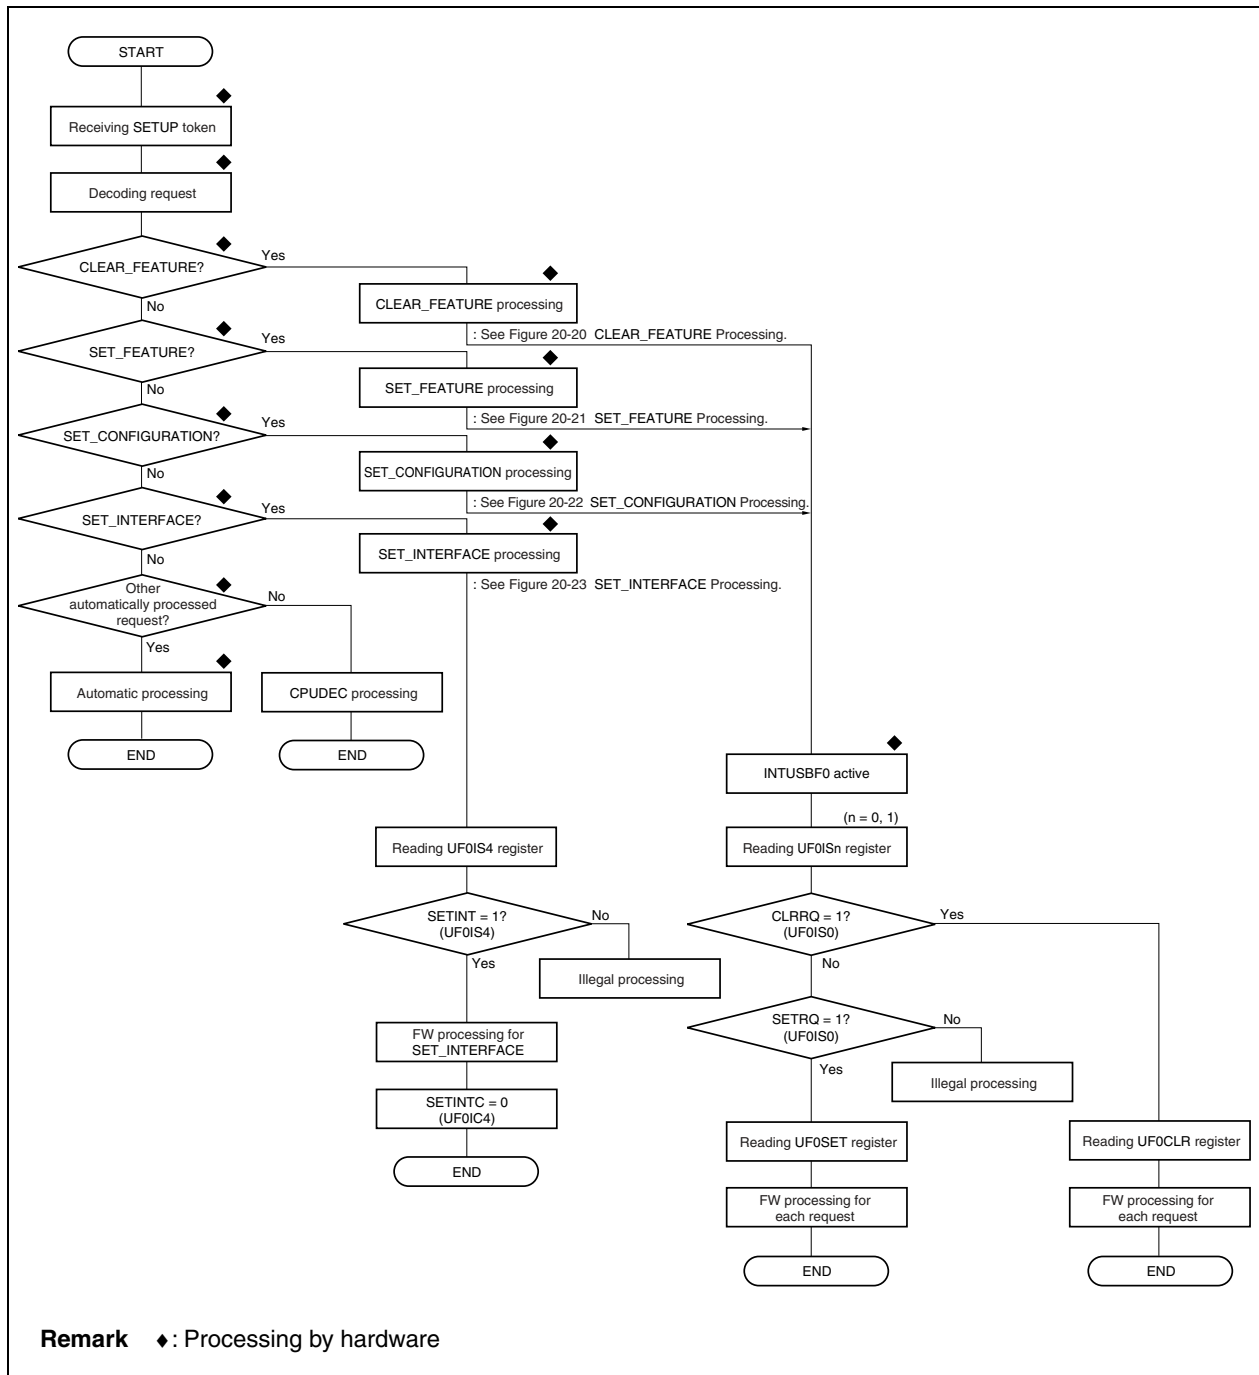 START
Receiving SETUP token
Decoding request
CLEAR_FEATURE?
Yes
No
CLEAR_FEATURE processing
: See Figure 20-20 CLEAR_FEATURE Processing.
SET_FEATURE?
Yes
No
SET_FEATURE processing
: See Figure 20-21 SET_FEATURE Processing.
SET_CONFIGURATION?
Yes
No
SET_CONFIGURATION processing
: See Figure 20-22 SET_CONFIGURATION Processing.
SET_INTERFACE?
Yes
No
SET_INTERFACE processing
: See Figure 20-23 SET_INTERFACE Processing.
Other
automatically processed
request?
No
Yes
Automatic processing
CPUDEC processing
END
END
INTUSBF0 active
(n = 0, 1)
Reading UF0IS4 register
Reading UF0ISn register
SETINT = 1?
(UF0IS4)
No
Yes
Illegal processing
CLRRQ = 1?
(UF0IS0)
Yes
No
SETRQ = 1?
(UF0IS0)
No
Yes
Illegal processing
FW processing for
SET_INTERFACE
SETINTC = 0
(UF0IC4)
END
Reading UF0SET register
Reading UF0CLR register
FW processing for
each request
FW processing for
each request
END
END
Remark ♦: Processing by hardware